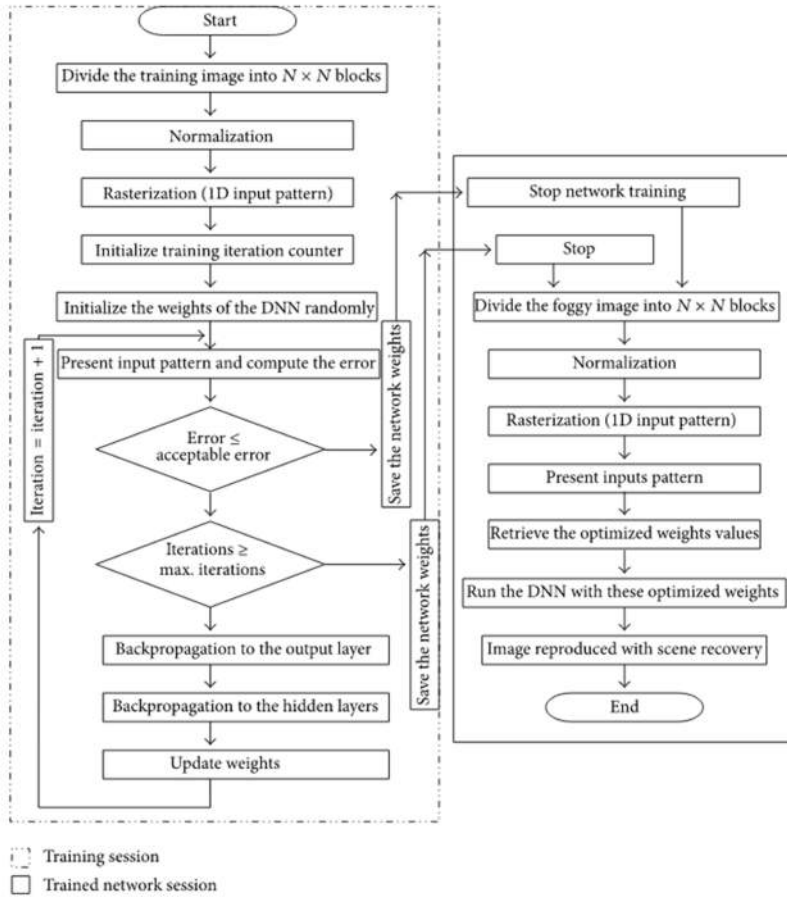 Start
Divide the training image into N × N blocks
Normalization
Rasterization (1D input pattern)
Initialize training iteration counter
Initialize the weights of the DNN randomly
Present input pattern and compute the error
Error ≤
acceptable error
Iterations ≥
max. iterations
Backpropagation to the output layer
Backpropagation to the hidden layers
Update weights
Iteration = iteration + 1
Save the network weights
Save the network weights
Stop network training
Stop
Divide the foggy image into N × N blocks
Normalization
Rasterization (1D input pattern)
Present inputs pattern
Retrieve the optimized weights values
Run the DNN with these optimized weights
Image reproduced with scene recovery
End
Training session
Trained network session